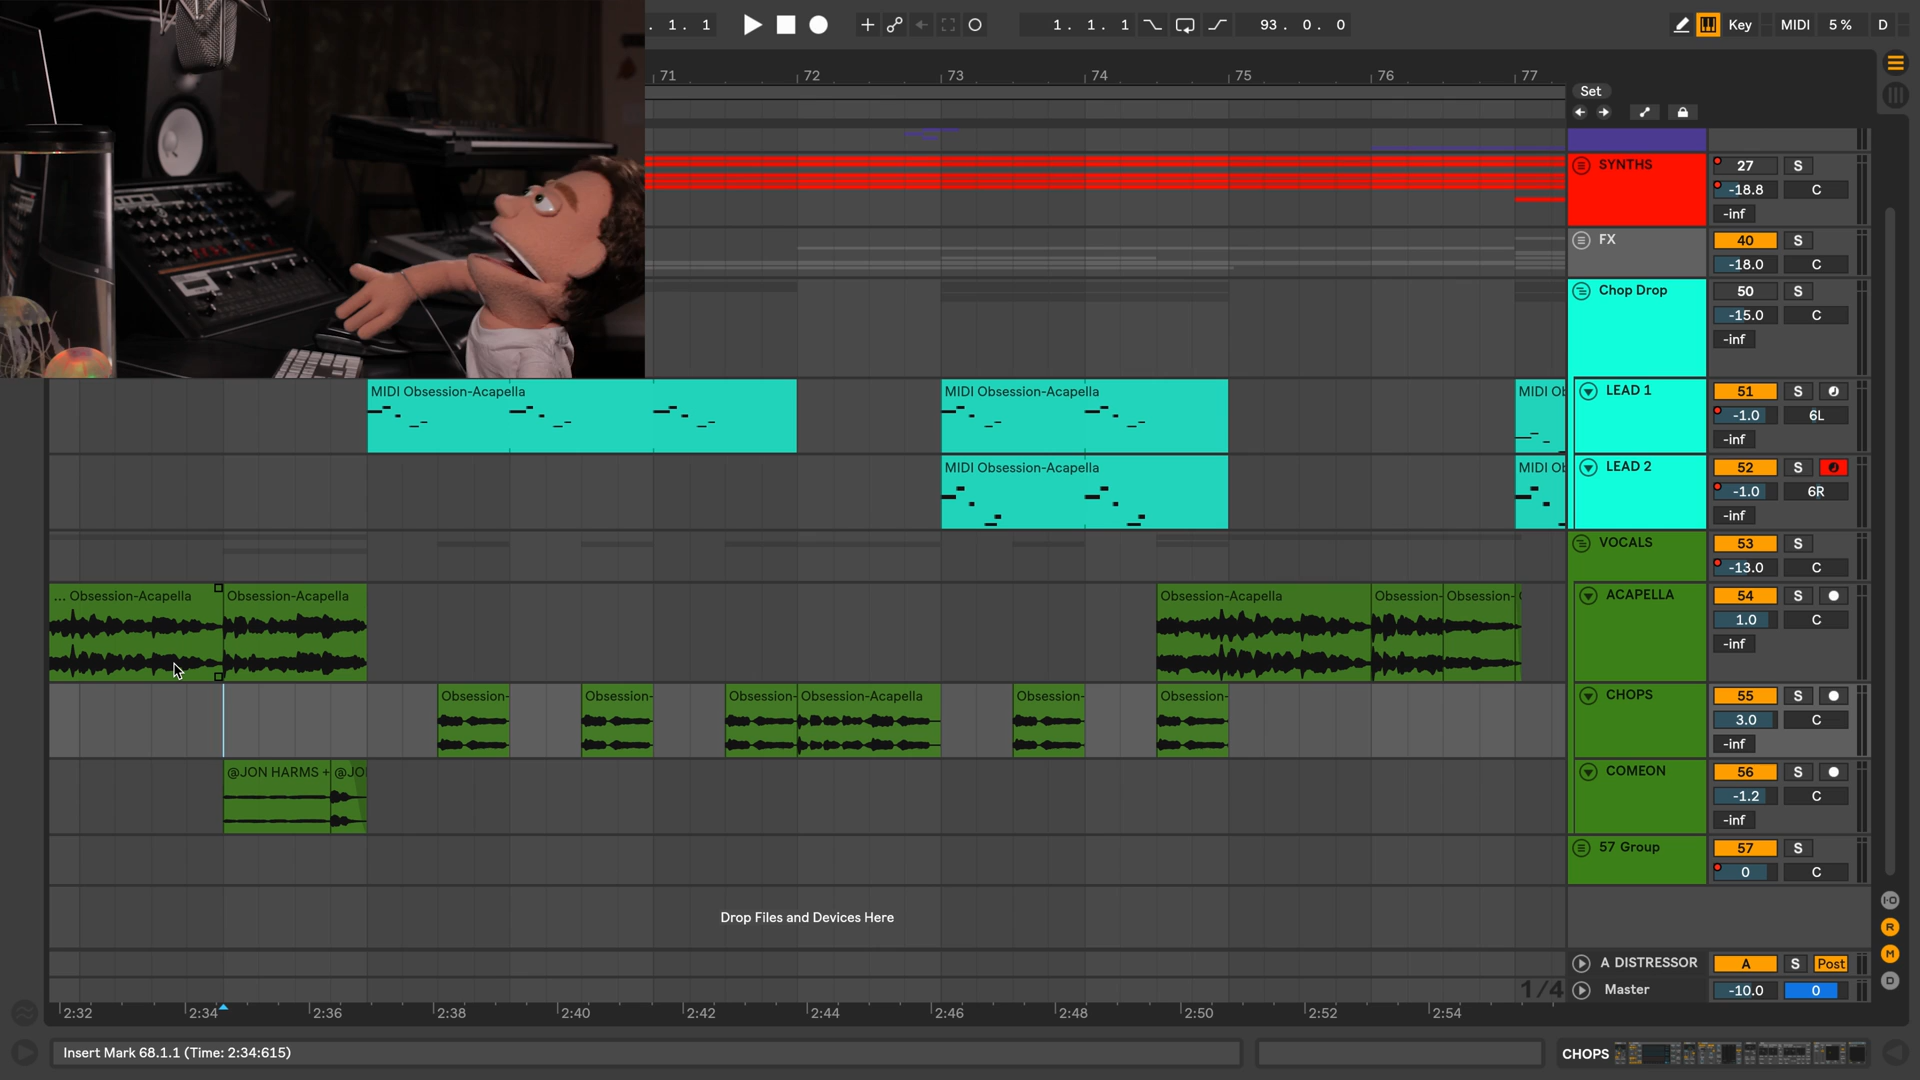 . 1 . 1
1 . 1 . 1
93 . 0 . 0
Key
MIDI
5 %
D
71
72
73
74
75
76
77
Set
SYNTHS
27
S
-18.8
C
-inf
FX
40
S
-18.0
C
Chop Drop
50
S
-15.0
C
-inf
MIDI Obsession-Acapella
MIDI Obsession-Acapella
MIDI Ob
LEAD 1
51
S
-1.0
6L
-inf
MIDI Obsession-Acapella
MIDI Ob
LEAD 2
52
S
-1.0
6R
-inf
VOCALS
53
S
-13.0
C
... Obsession-Acapella
Obsession-Acapella
Obsession-Acapella
Obsession-
Obsession-
ACAPELLA
54
S
1.0
C
-inf
Obsession-
Obsession-
Obsession-
Obsession-Acapella
Obsession-
Obsession-
CHOPS
55
S
3.0
C
-inf
@JON HARMS +
@JO
COMEON
56
S
-1.2
C
-inf
57 Group
57
S
0
C
Drop Files and Devices Here
I·O
R
M
D
A DISTRESSOR
A
S
Post
1/4
Master
-10.0
0
2:32
2:34
2:36
2:38
2:40
2:42
2:44
2:46
2:48
2:50
2:52
2:54
Insert Mark 68.1.1 (Time: 2:34:615)
CHOPS